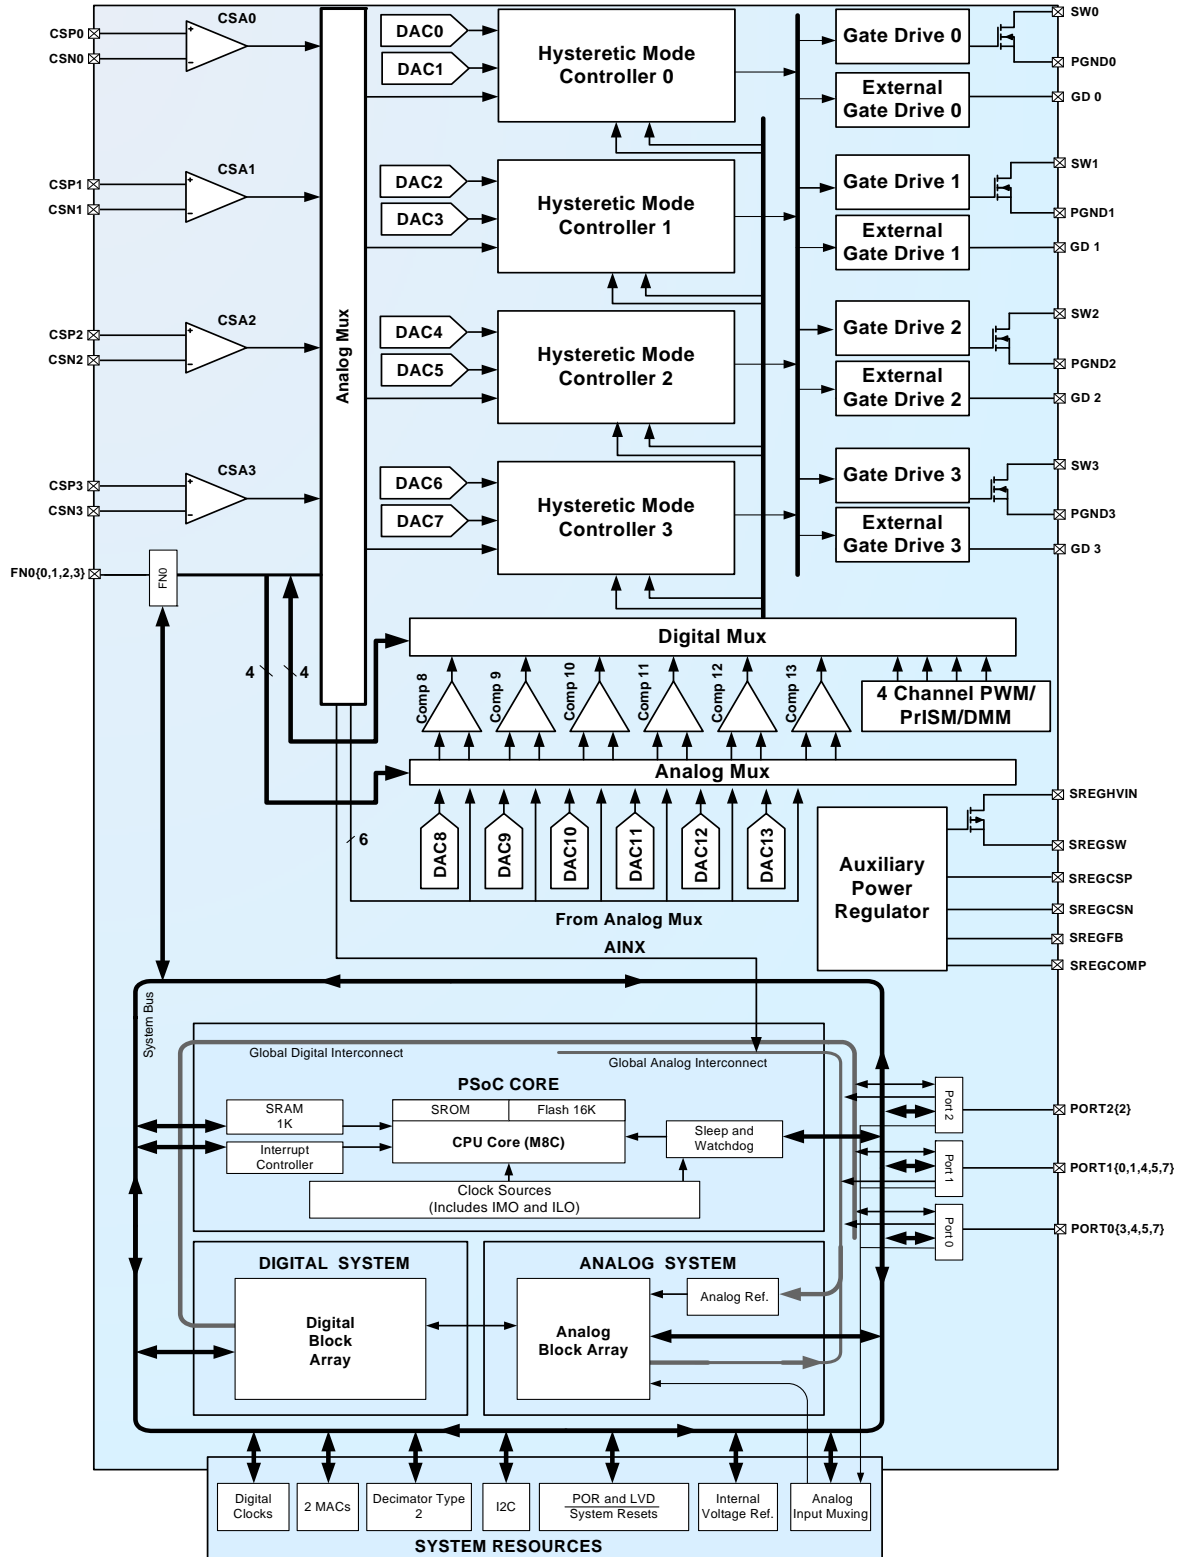 CSA0
CSP0
CSN0
CSA1
CSP1
CSN1
CSA2
CSP2
CSN2
CSA3
CSP3
CSN3
FN0{0,1,2,3}
FN0
Analog Mux
DAC0
DAC1
Hysteretic Mode
Controller 0
DAC2
DAC3
Hysteretic Mode
Controller 1
DAC4
DAC5
Hysteretic Mode
Controller 2
DAC6
DAC7
Hysteretic Mode
Controller 3
Gate Drive 0
External
Gate Drive 0
SW0
PGND0
GD 0
Gate Drive 1
External
Gate Drive 1
SW1
PGND1
GD 1
Gate Drive 2
External
Gate Drive 2
SW2
PGND2
GD 2
Gate Drive 3
External
Gate Drive 3
SW3
PGND3
GD 3
4
4
Digital Mux
Comp 8
Comp 9
Comp 10
Comp 11
Comp 12
Comp 13
4 Channel PWM/
PrISM/DMM
Analog Mux
6
DAC8
DAC9
DAC10
DAC11
DAC12
DAC13
From Analog Mux
AINX
Auxiliary
Power
Regulator
SREGHVIN
SREGSW
SREGCSP
SREGCSN
SREGFB
SREGCOMP
System Bus
Global Digital Interconnect
Global Analog Interconnect
PSoC CORE
SRAM
1K
SROM
Flash 16K
CPU Core (M8C)
Interrupt
Controller
Sleep and
Watchdog
Clock Sources
(Includes IMO and ILO)
Port 2
PORT2{2}
Port 1
PORT1{0,1,4,5,7}
Port 0
PORT0{3,4,5,7}
DIGITAL SYSTEM
Digital
Block
Array
ANALOG SYSTEM
Analog Ref.
Analog
Block Array
Digital
Clocks
2 MACs
Decimator Type
2
I2C
POR and LVD
System Resets
Internal
Voltage Ref.
Analog
Input Muxing
SYSTEM RESOURCES